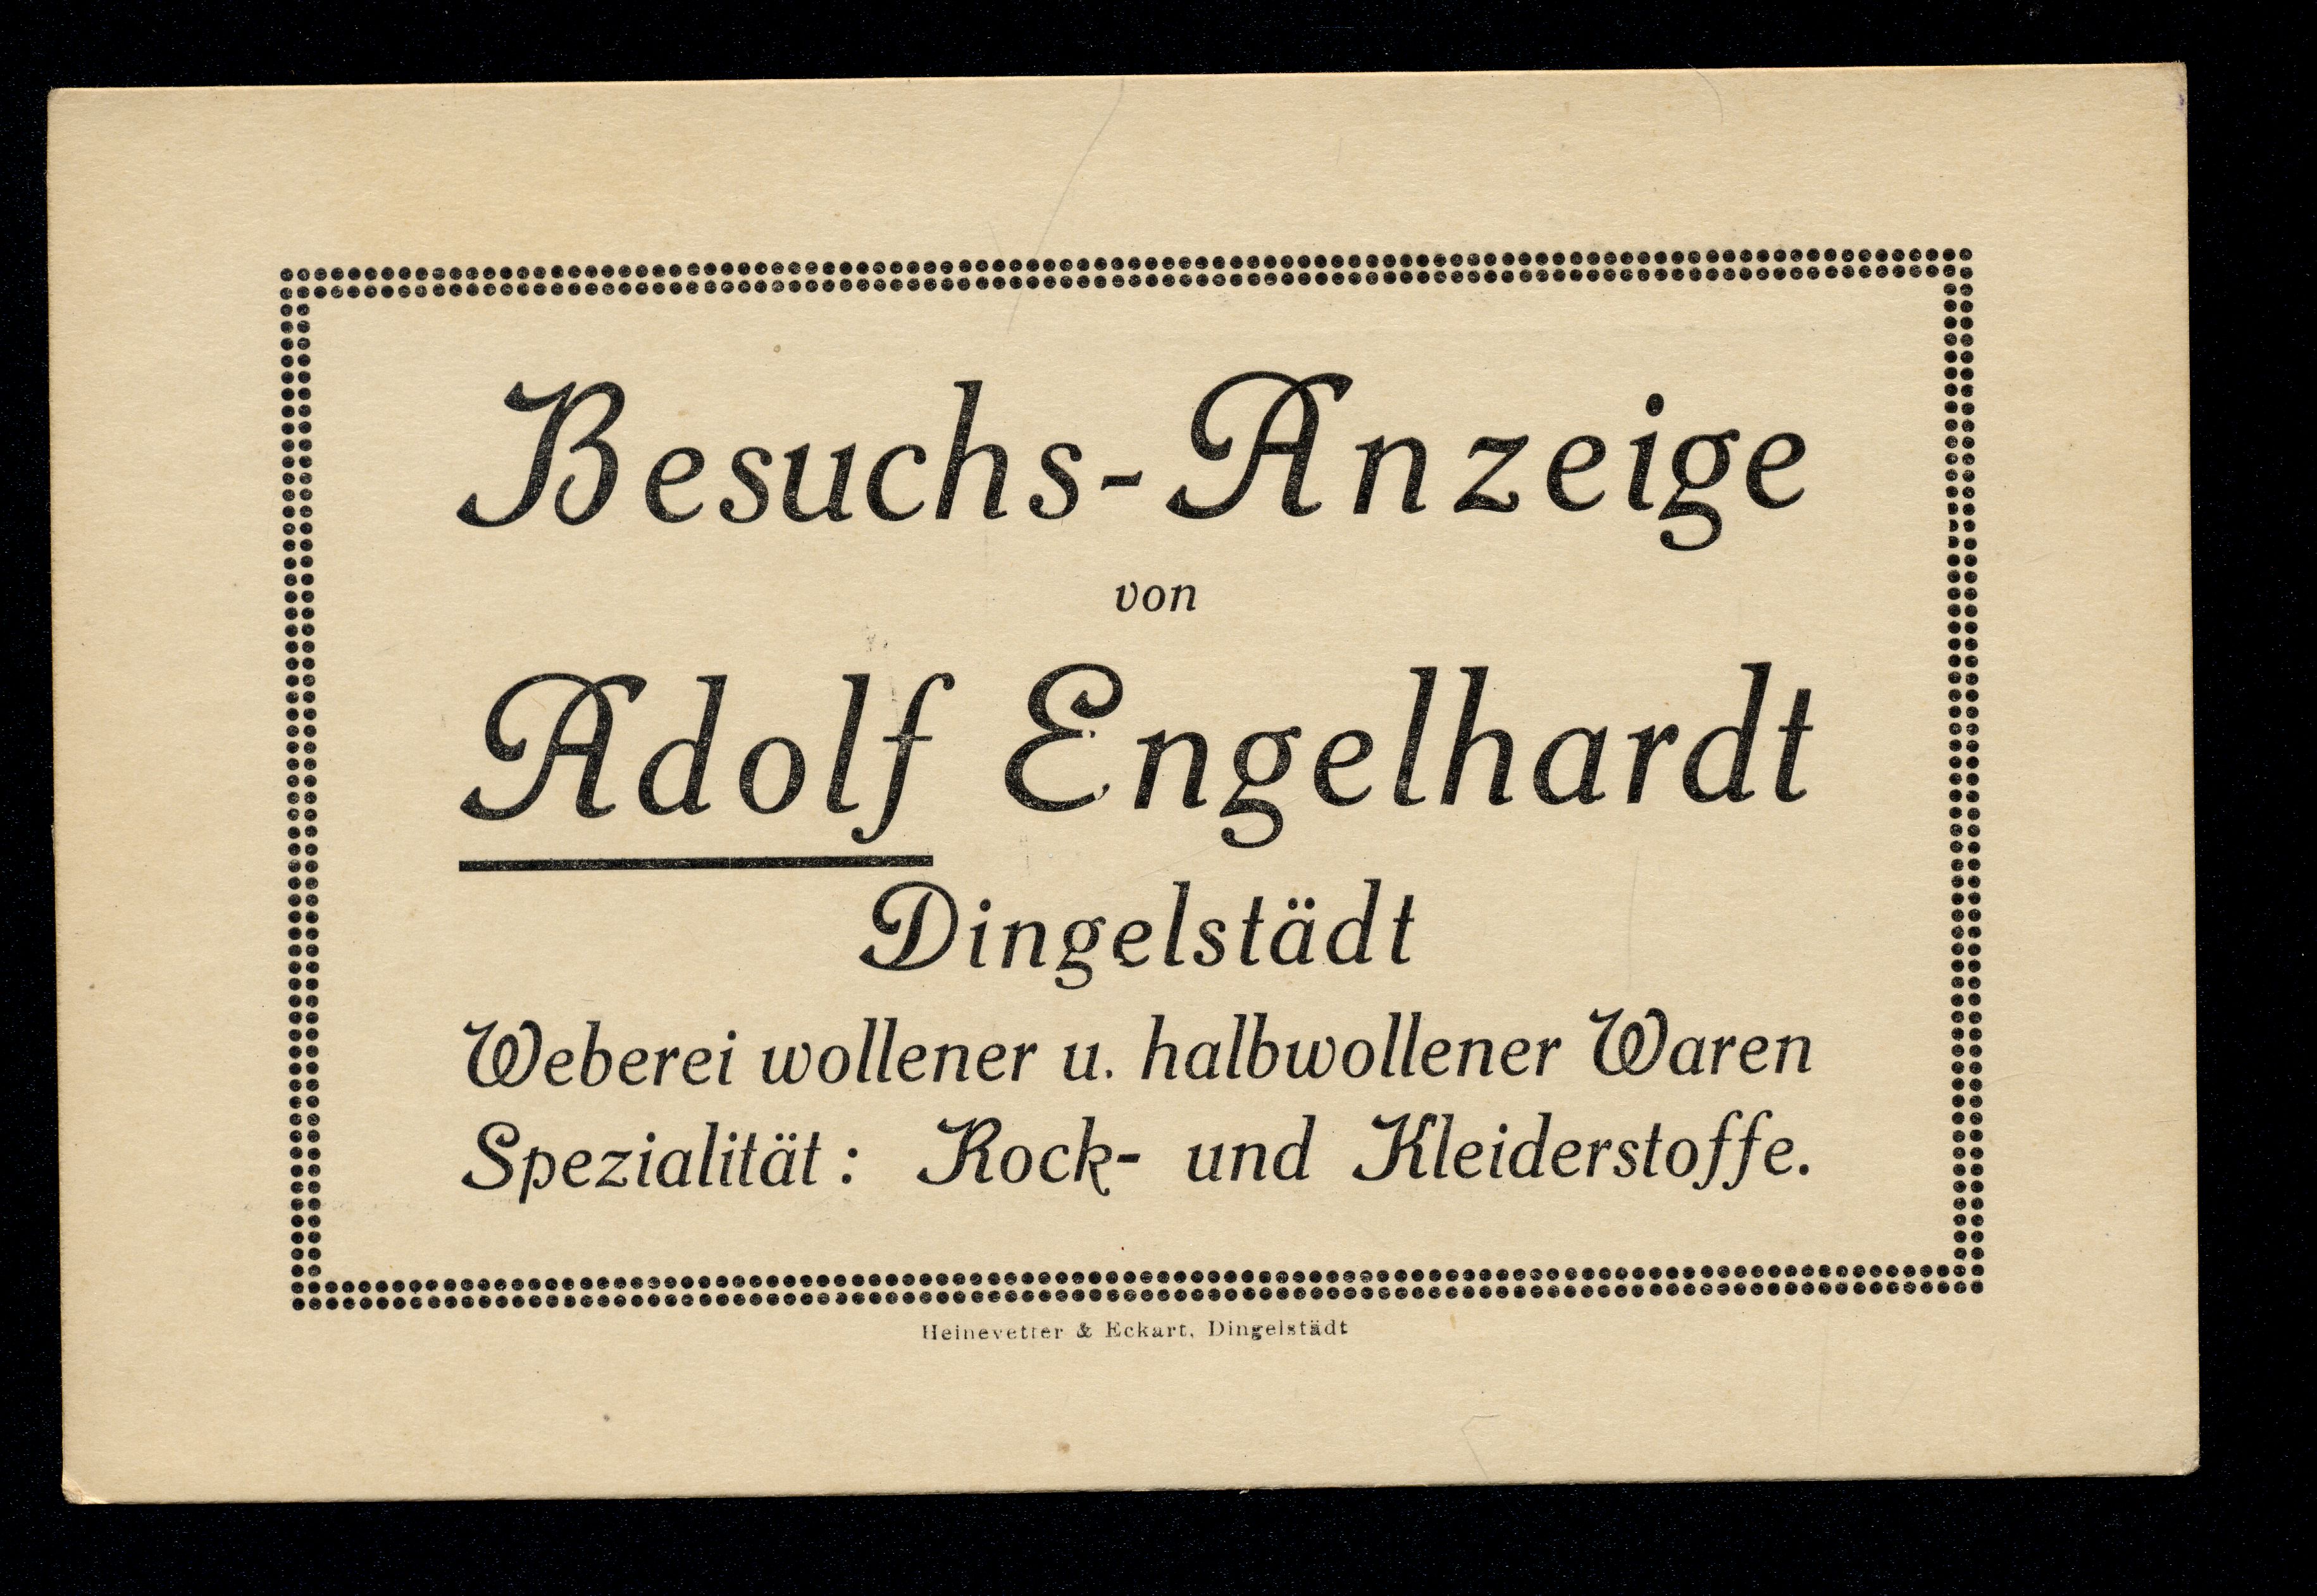 Besuchs-Anzeige
von
Adolf Engelhardt
Dingelstädt
Weberei wollener u. halbwollener Waren
Spezialität: Rock- und Kleiderstoffe.
Heinevetter & Eckart, Dingelstädt